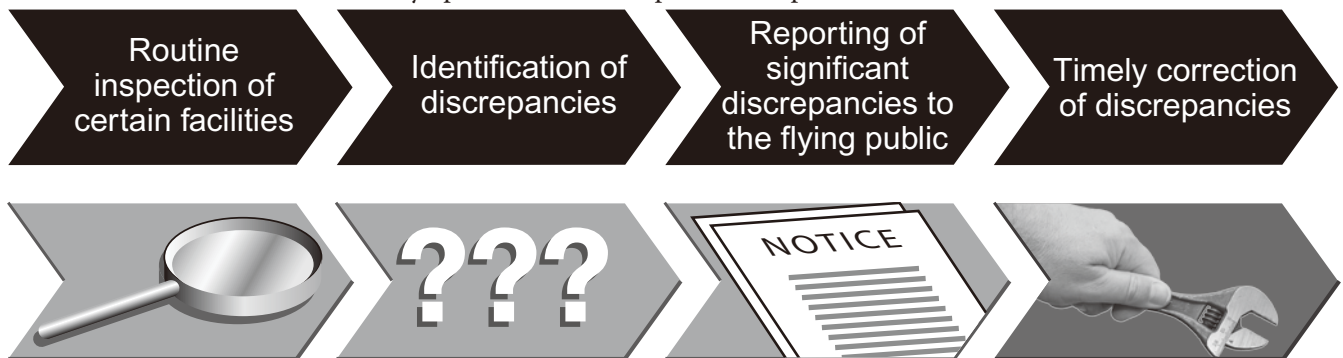 Routine
inspection of
certain facilities
Identification of
discrepancies
Reporting of
significant
discrepancies to
the flying public
Timely correction
of discrepancies
? ? ?
NOTICE